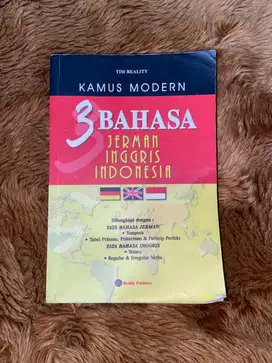 TIM REALITY
KAMUS MODERN
3 BAHASA
JERMAN
INGGRIS
INDONESIA
Dilengkapi dengan :
TATA BAHASA JERMAN
• Tabel Präsens, Präteritum & Partizip Perfekt
TATA BAHASA INGGRIS
• Tenses
• Regular & Irregular Verbs
Reality Publisher